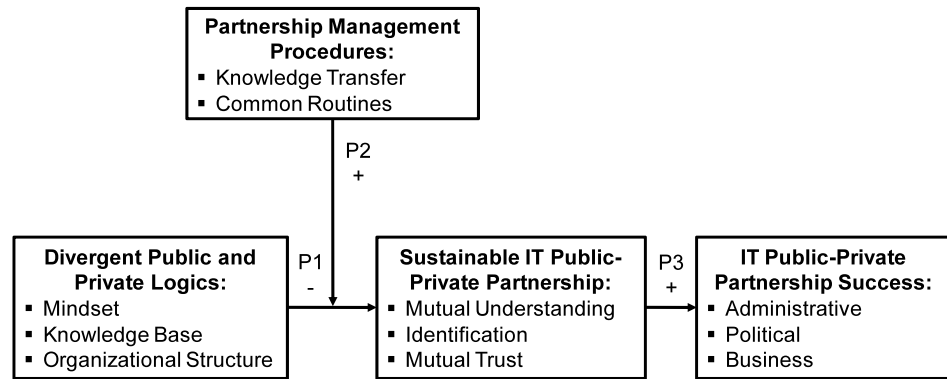 Partnership Management
Procedures:
▪ Knowledge Transfer
▪ Common Routines
P2
+
Divergent Public and
Private Logics:
▪ Mindset
▪ Knowledge Base
▪ Organizational Structure
P1
-
Sustainable IT Public-
Private Partnership:
▪ Mutual Understanding
▪ Identification
▪ Mutual Trust
P3
+
IT Public-Private
Partnership Success:
▪ Administrative
▪ Political
▪ Business